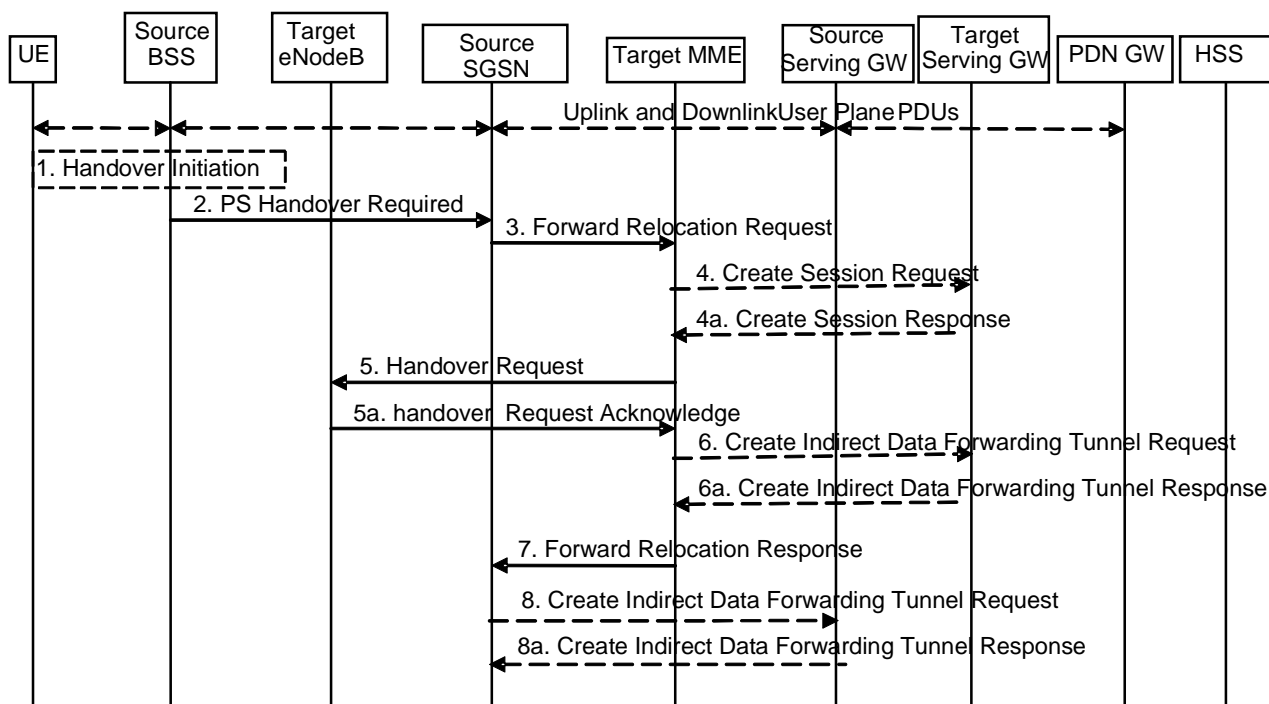 UE
Source
BSS
Target
eNodeB
Source
SGSN
Target MME
Source
Serving GW
Target
Serving GW
PDN GW
HSS
Uplink and DownlinkUser Plane PDUs
1. Handover Initiation
2. PS Handover Required
3. Forward Relocation Request
4. Create Session Request
4a. Create Session Response
5. Handover Request
5a. handover Request Acknowledge
6. Create Indirect Data Forwarding Tunnel Request
6a. Create Indirect Data Forwarding Tunnel Response
7. Forward Relocation Response
8. Create Indirect Data Forwarding Tunnel Request
8a. Create Indirect Data Forwarding Tunnel Response